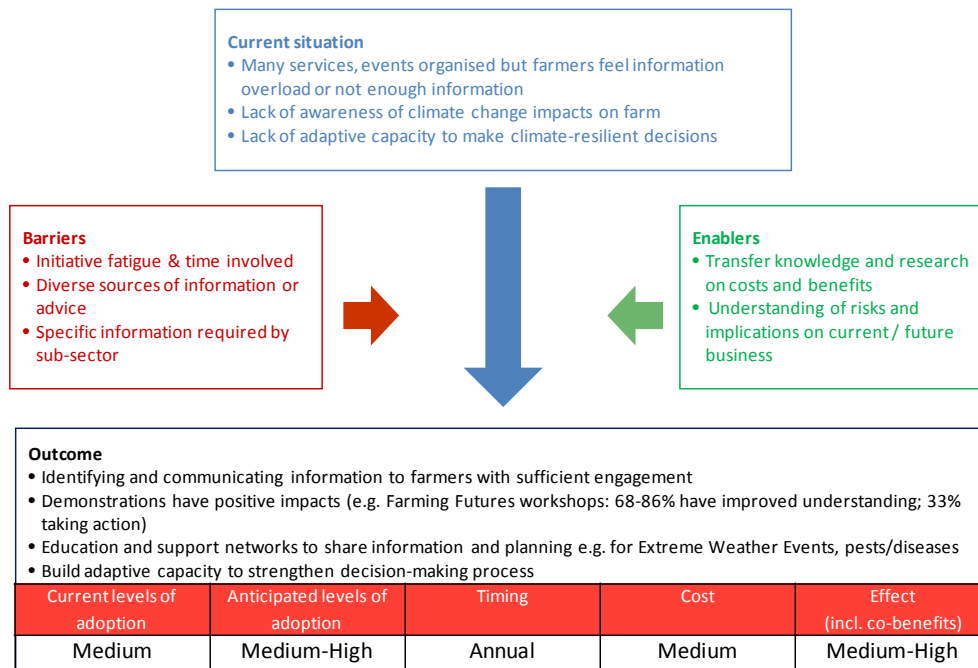 Current situation
• Many services, events organised but farmers feel information
overload or not enough information
• Lack of awareness of climate change impacts on farm
• Lack of adaptive capacity to make climate-resilient decisions
Barriers
• Initiative fatigue & time involved
• Diverse sources of information or
advice
• Specific information required by
sub-sector
Enablers
• Transfer knowledge and research
on costs and benefits
• Understanding of risks and
implications on current / future
business
Outcome
• Identifying and communicating information to farmers with sufficient engagement
• Demonstrations have positive impacts (e.g. Farming Futures workshops: 68-86% have improved understanding; 33%
taking action)
• Education and support networks to share information and planning e.g. for Extreme Weather Events, pests/diseases
• Build adaptive capacity to strengthen decision-making process
Current levels of
adoption
Anticipated levels of
adoption
Timing
Cost
Effect
(incl. co-benefits)
Medium
Medium-High
Annual
Medium
Medium-High